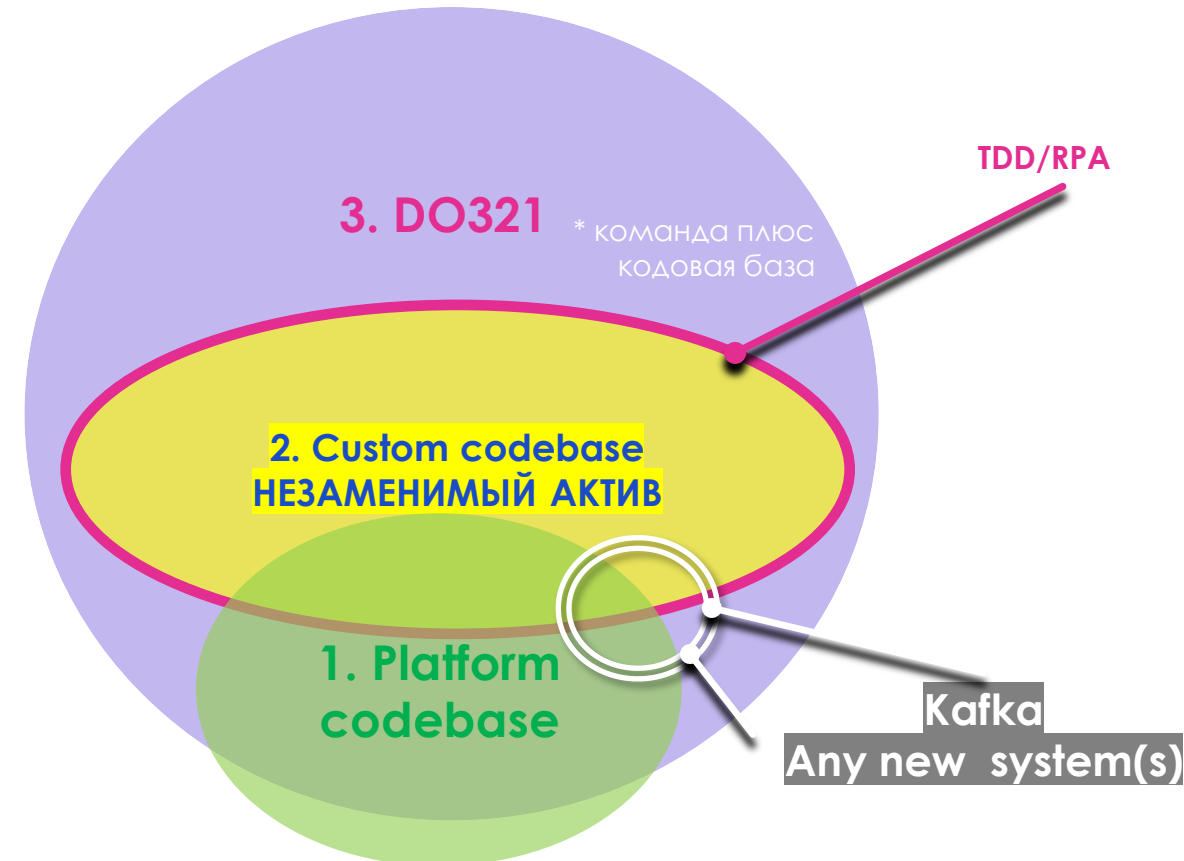 TDD/RPA
3. DO321
* команда плюс
кодовая база
2. Custom codebase
НЕЗАМЕНИМЫЙ АКТИВ
1. Platform
codebase
Kafka
Any new system(s)